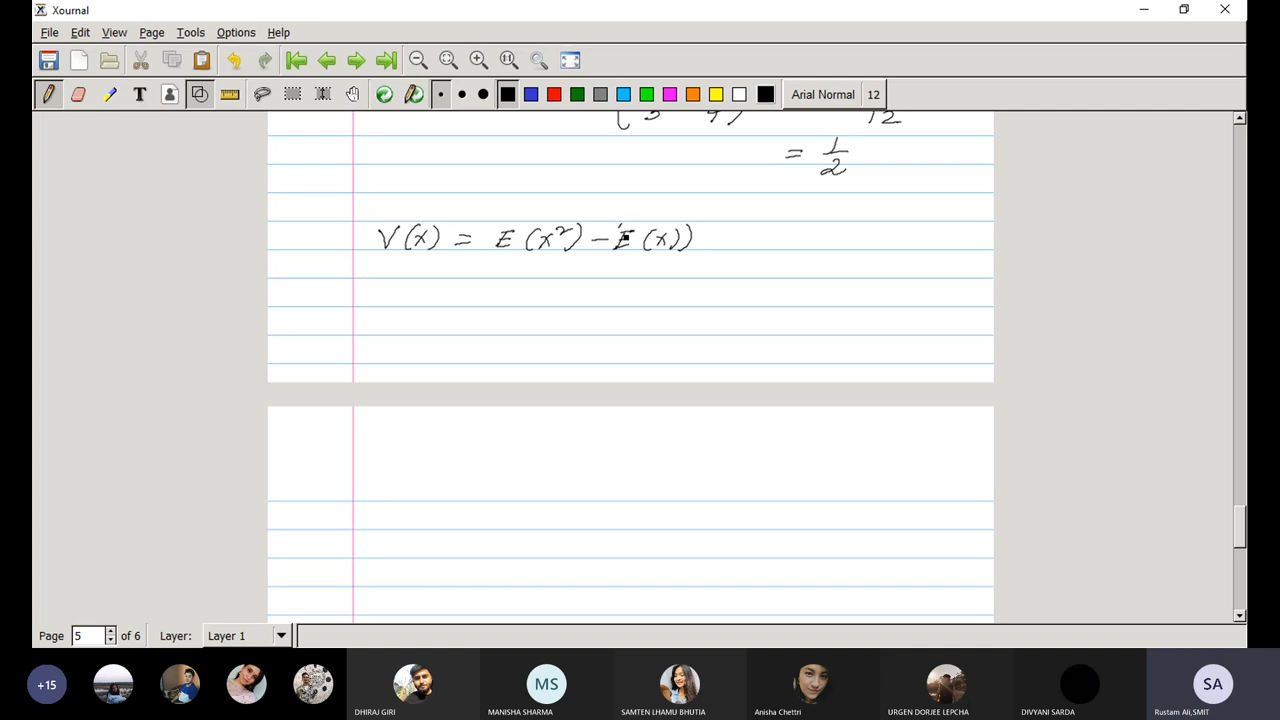 Xournal
File Edit View Page Tools Options Help
T Arial Normal 12
12
= 1/2
V(x) = E(x²) - E(x))
Page 5 of 6 Layer: Layer 1
+15 MS SA
DHIRAJ GIRI MANISHA SHARMA SAMTEN LHAMU BHUTIA Anisha Chettri URGEN DORJEE LEPCHA DIVYANI SARDA Rustam Ali,SMIT